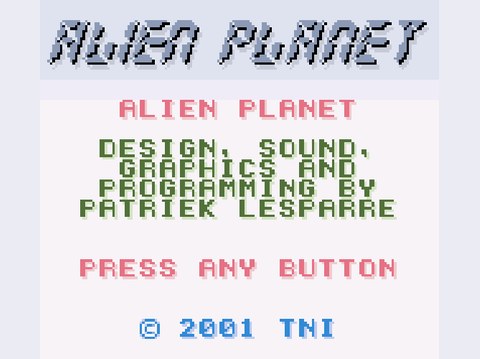 ALIEN PLANET
ALIEN PLANET
DESIGN, SOUND,
GRAPHICS AND
PROGRAMMING BY
PATRIEK LESPARRE
PRESS ANY BUTTON
© 2001 TNI